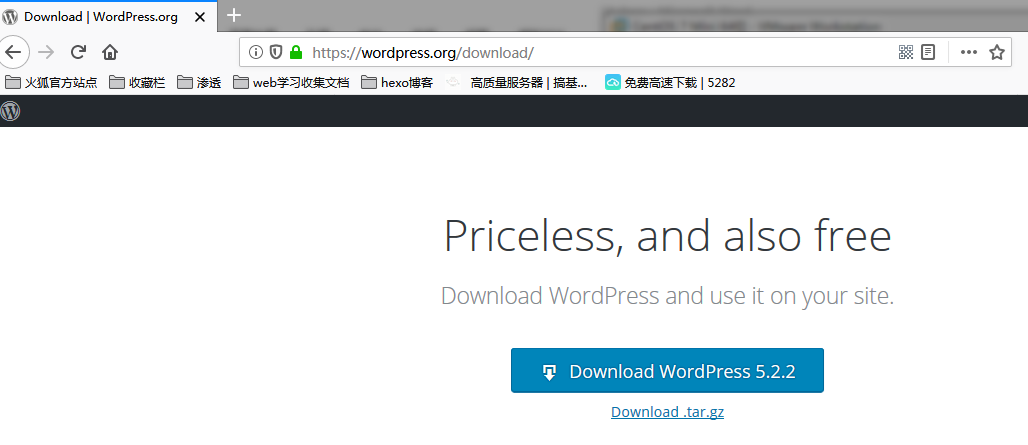 Download | WordPress.org
https://wordpress.org/download/
火狐官方站点 收藏栏 渗透 web学习收集文档 hexo博客 高质量服务器 | 搞基... 免费高速下载 | 5282
Priceless, and also free
Download WordPress and use it on your site.
Download WordPress 5.2.2
Download .tar.gz